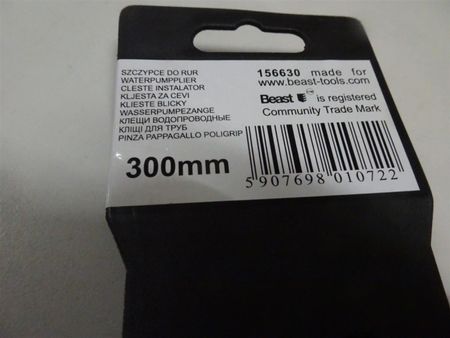 SZCZYPCE DO RUR
WATERPUMPPLIER
CLESTE INSTALATOR
KLJESTA ZA CEVI
KLIESTE BLICKY
WASSERPUMPEZANGE
КЛЕЩИ ВОДОПРОВОДНЫЕ
КЛІЩІ ДЛЯ ТРУБ
PINZA PAPPAGALLO POLIGRIP
300mm
156630 made for
www.beast-tools.com
Beast is registered
Community Trade Mark
5 907698 010722